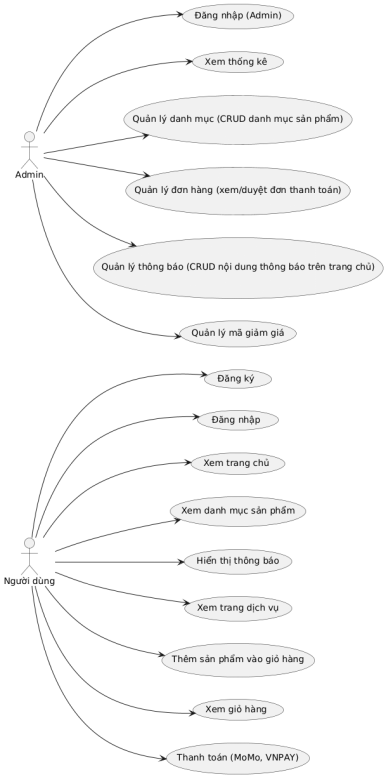 Đăng nhập (Admin)
Xem thống kê
Quản lý danh mục (CRUD danh mục sản phẩm)
Admin
Quản lý đơn hàng (xem/duyệt đơn thanh toán)
Quản lý thông báo (CRUD nội dung thông báo trên trang chủ)
Quản lý mã giảm giá
Đăng ký
Đăng nhập
Xem trang chủ
Xem danh mục sản phẩm
Hiển thị thông báo
Người dùng
Xem trang dịch vụ
Thêm sản phẩm vào giỏ hàng
Xem giỏ hàng
Thanh toán (MoMo, VNPAY)